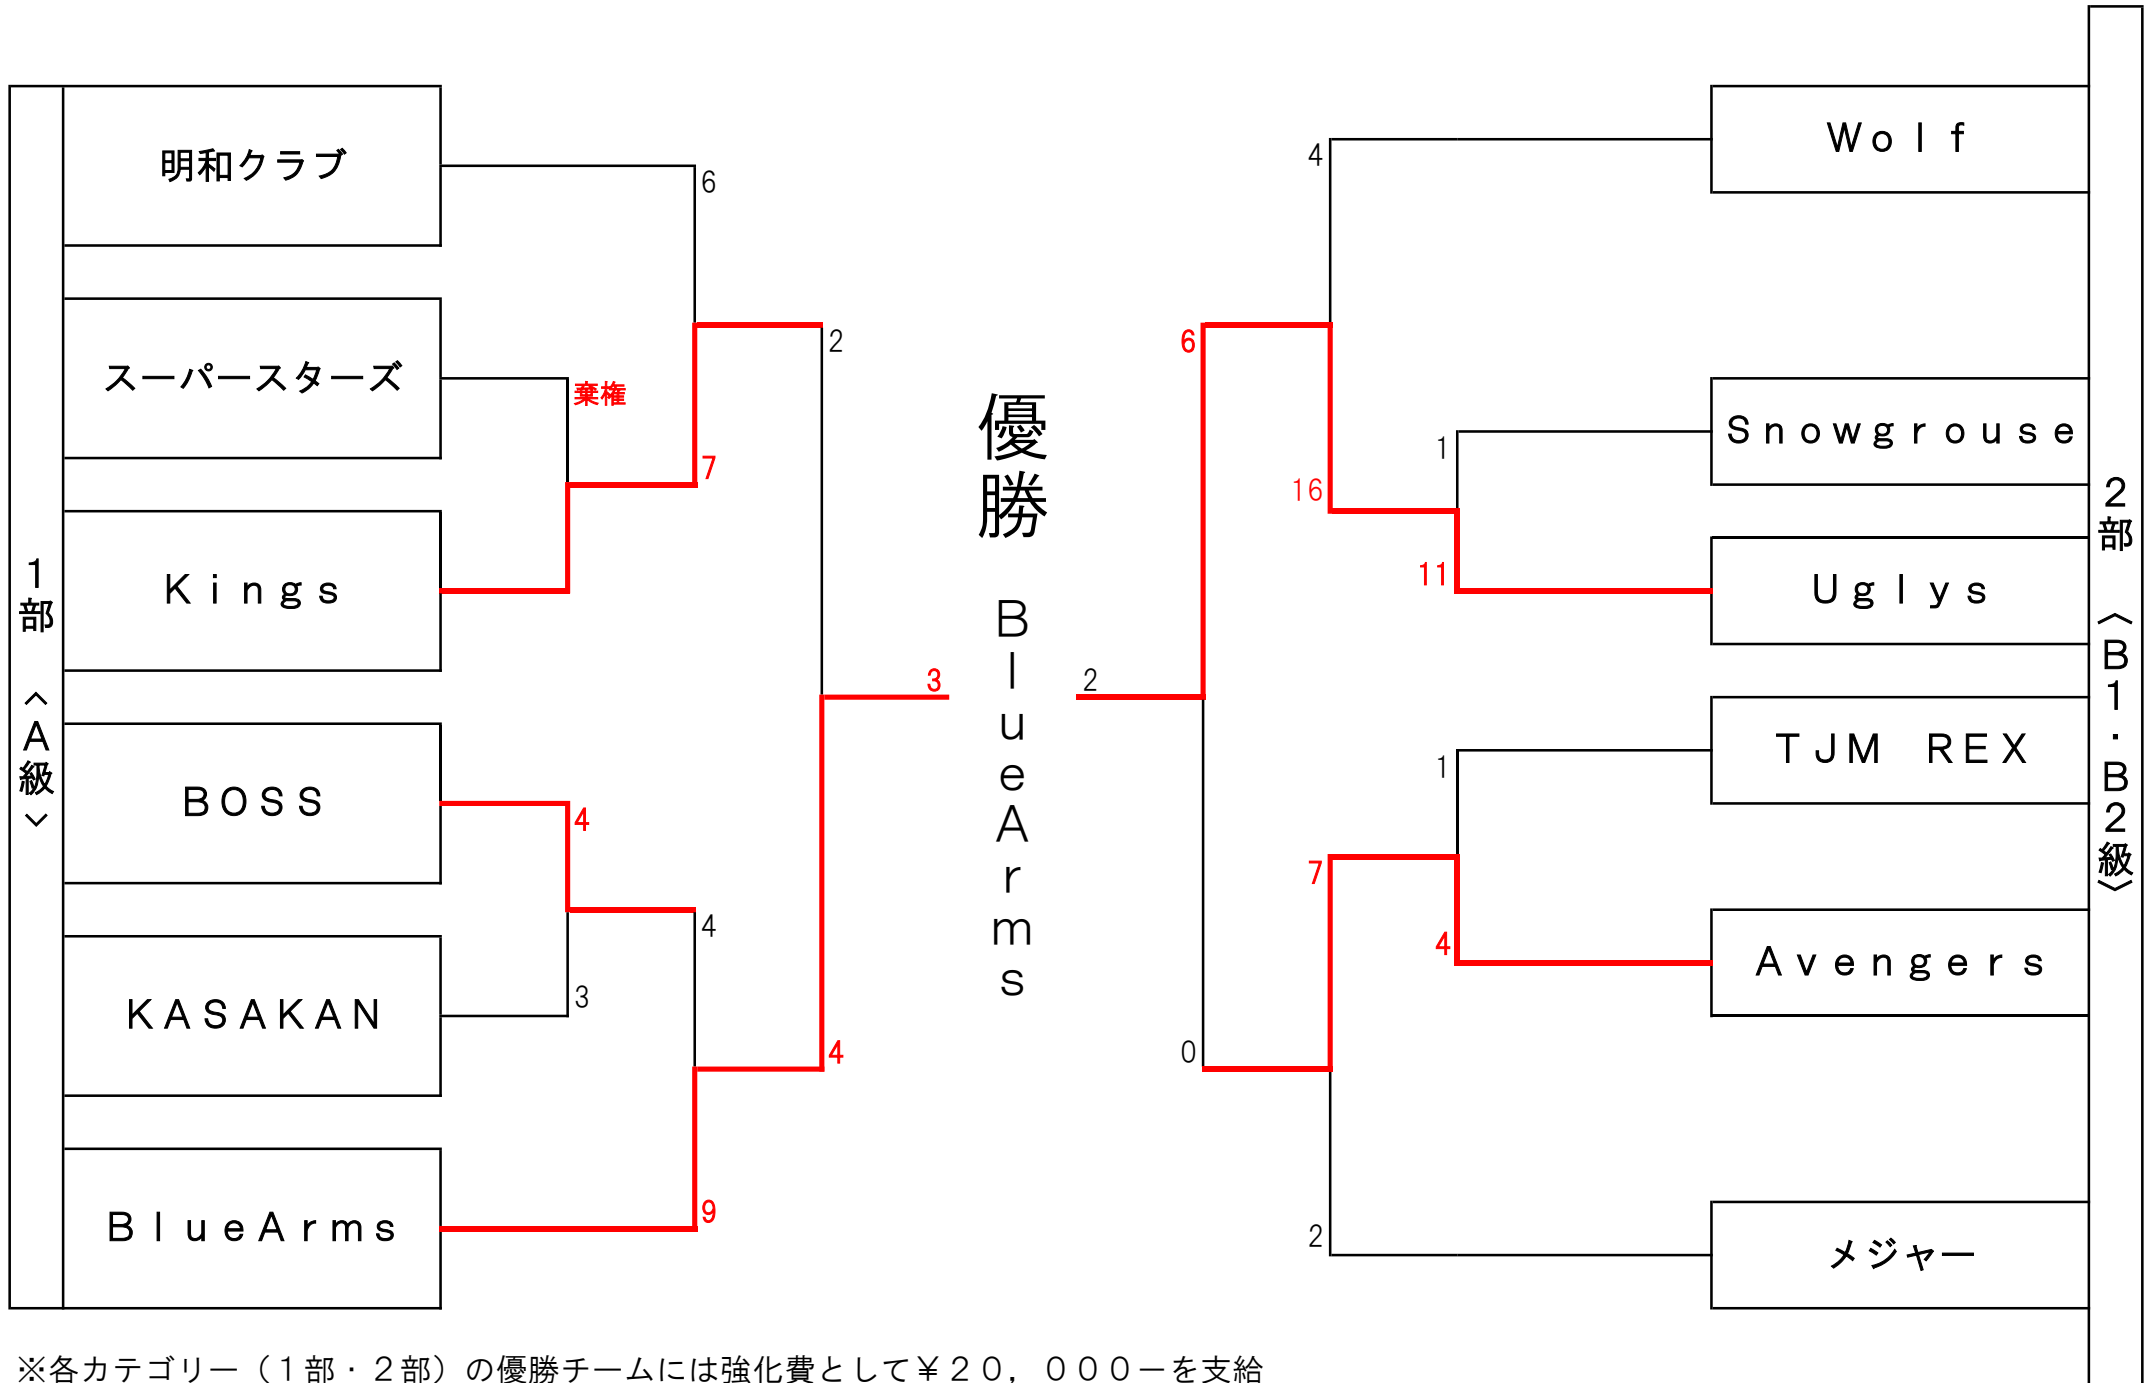 1部 〈A級〉
明和クラブ
スーパースターズ
Kings
BOSS
KASAKAN
BlueArms
6
棄権
7
4
3
4
9
2
4
3
優勝 BlueArms
2
6
0
4
16
7
2
1
11
1
4
Wolf
Snowgrouse
Uglys
TJM REX
Avengers
メジャー
2部 〈B1・B2級〉
※各カテゴリー（１部・２部）の優勝チームには強化費として￥２０，０００－を支給